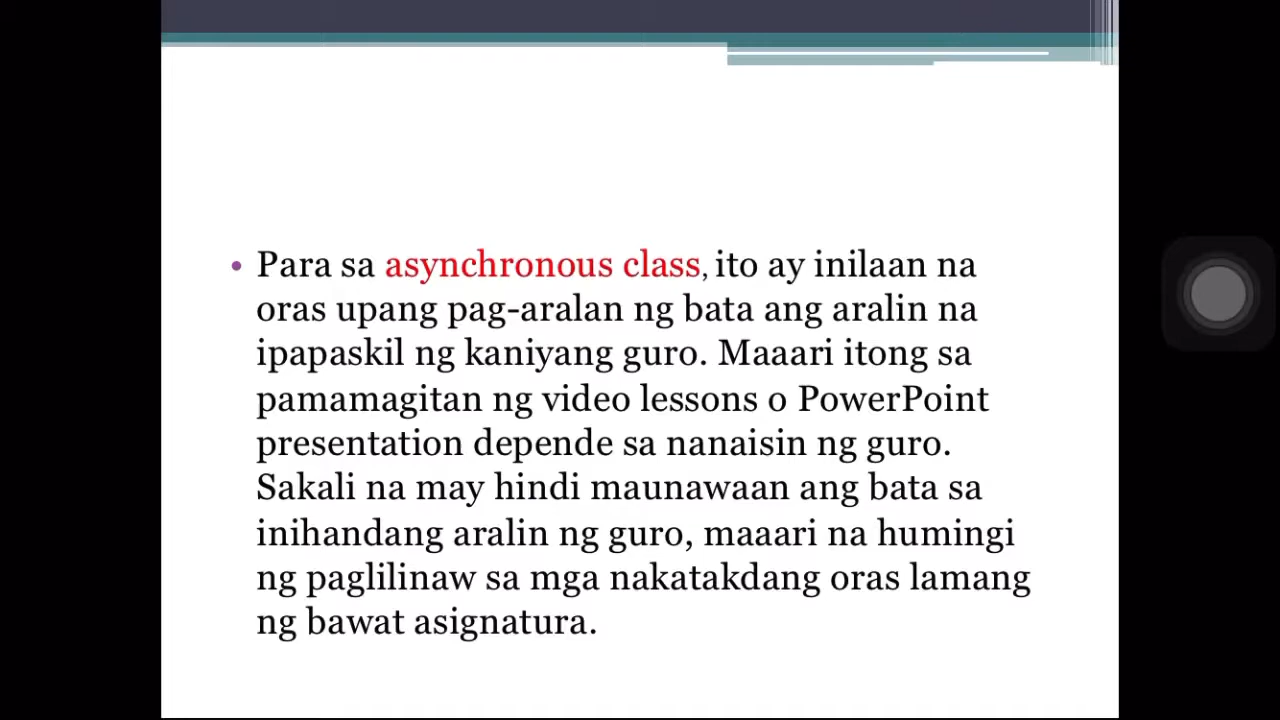 • Para sa asynchronous class, ito ay inilaan na
oras upang pag-aralan ng bata ang aralin na
ipapaskil ng kaniyang guro. Maaari itong sa
pamamagitan ng video lessons o PowerPoint
presentation depende sa nanaisin ng guro.
Sakali na may hindi maunawaan ang bata sa
inihandang aralin ng guro, maaari na humingi
ng paglilinaw sa mga nakatakdang oras lamang
ng bawat asignatura.